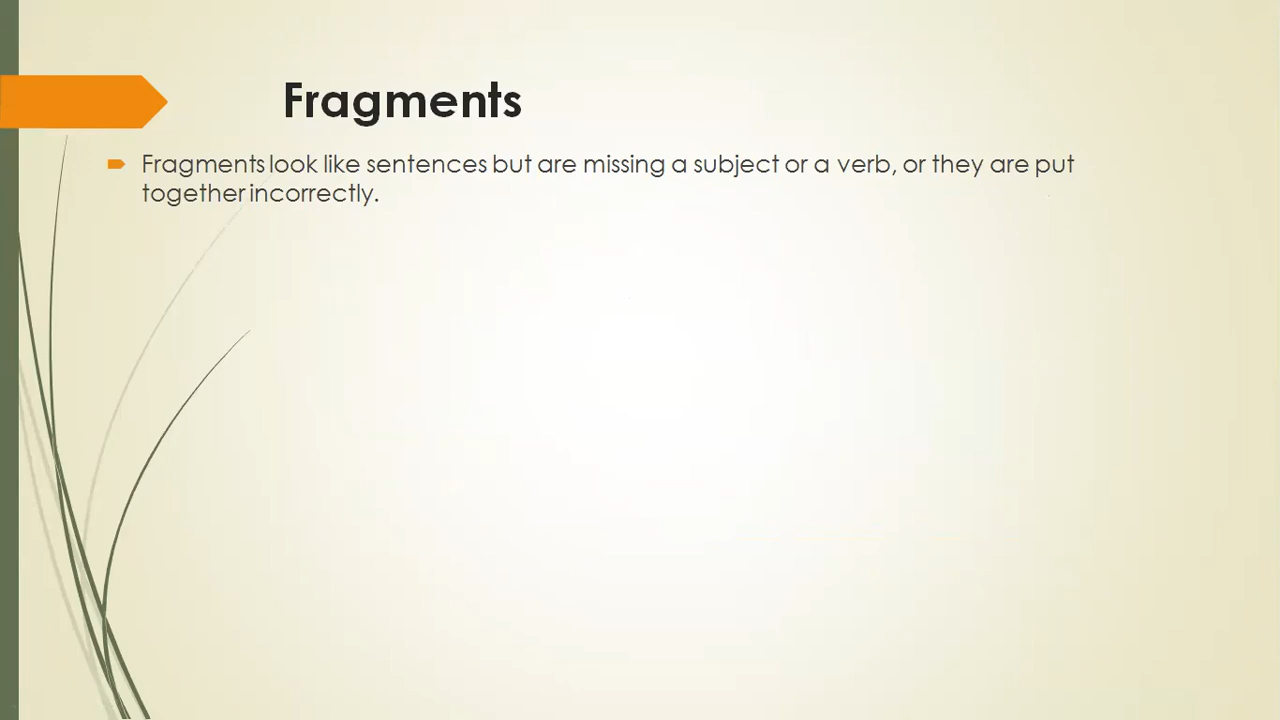 Fragments
Fragments look like sentences but are missing a subject or a verb, or they are put
together incorrectly.